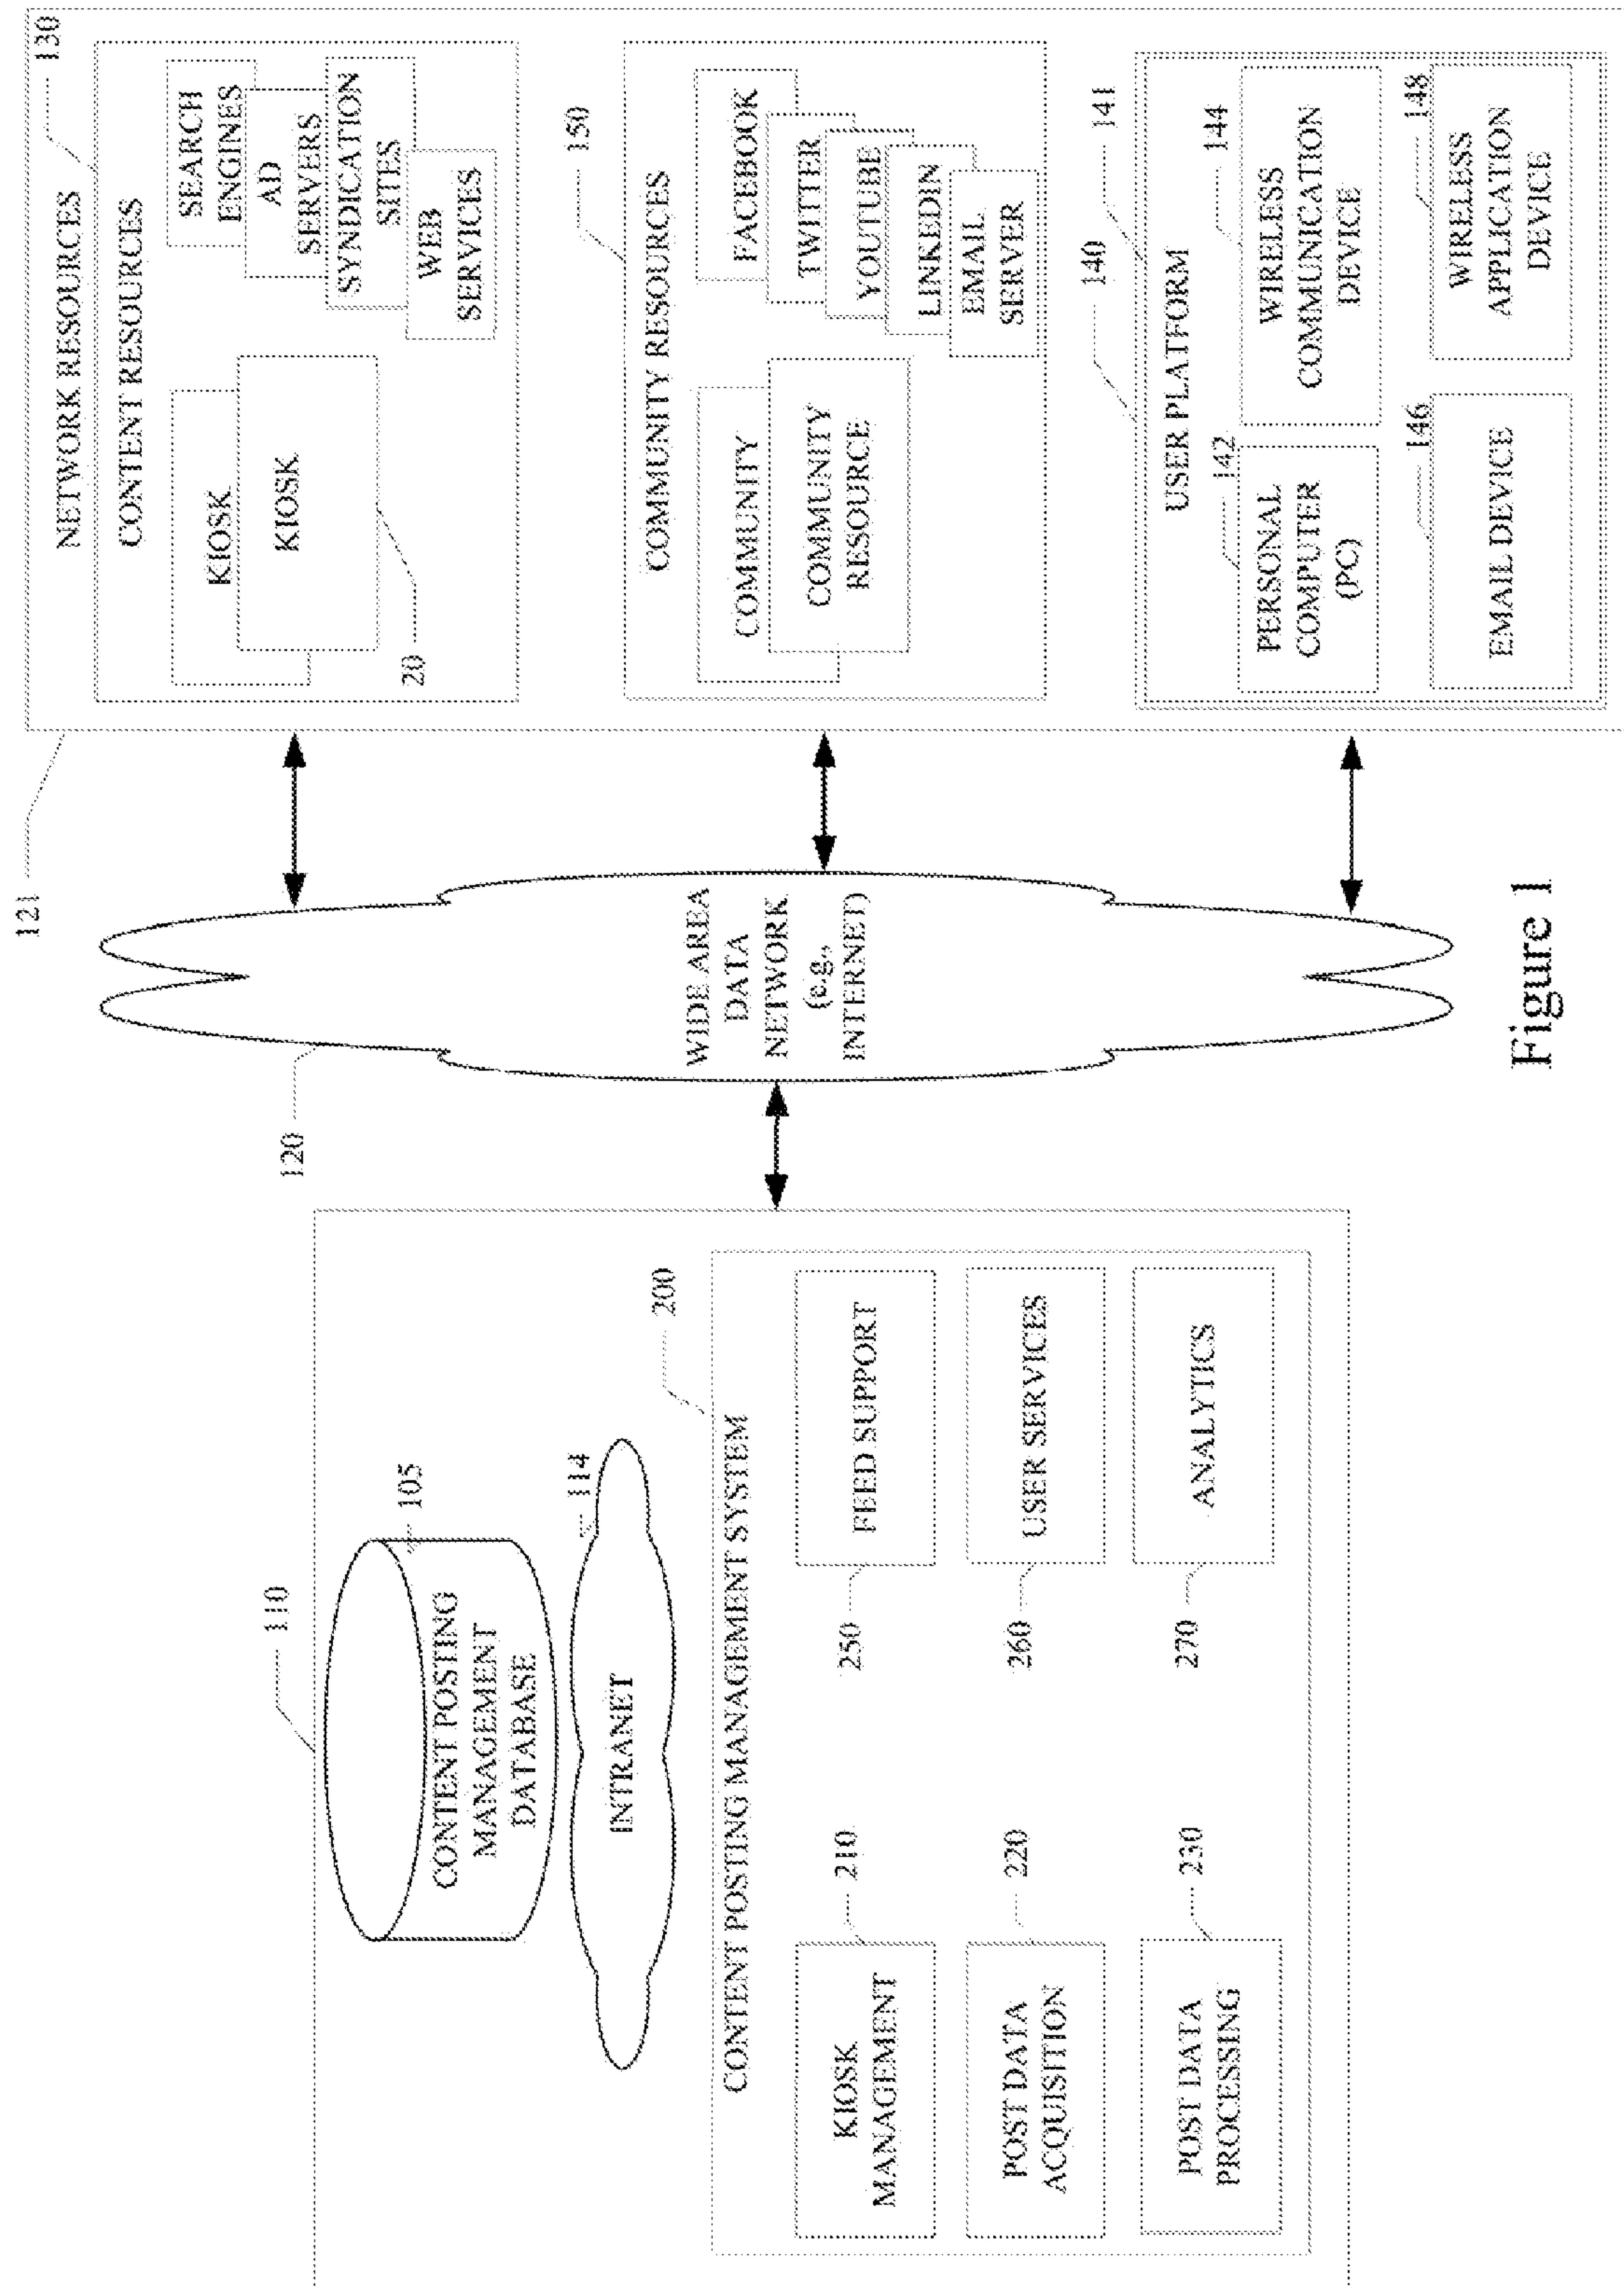 110
CONTENT POSTING
MANAGEMENT
DATABASE
105
INTRANET
114
200
CONTENT POSTING MANAGEMENT SYSTEM
KIOSK
MANAGEMENT
210
250
FEED SUPPORT
POST DATA
ACQUISITION
220
260
USER SERVICES
POST DATA
PROCESSING
230
270
ANALYTICS
120
WIDE AREA
DATA
NETWORK
(e.g.,
INTERNET)
121
NETWORK RESOURCES
130
CONTENT RESOURCES
KIOSK
KIOSK
20
SEARCH
ENGINES
AD
SERVERS
SYNDICATION
SITES
WEB
SERVICES
150
COMMUNITY RESOURCES
COMMUNITY
COMMUNITY
RESOURCE
FACEBOOK
TWITTER
YOUTUBE
LINKEDIN
EMAIL
SERVER
140
141
USER PLATFORM
142
PERSONAL
COMPUTER
(PC)
144
WIRELESS
COMMUNICATION
DEVICE
146
EMAIL DEVICE
148
WIRELESS
APPLICATION
DEVICE
Figure 1